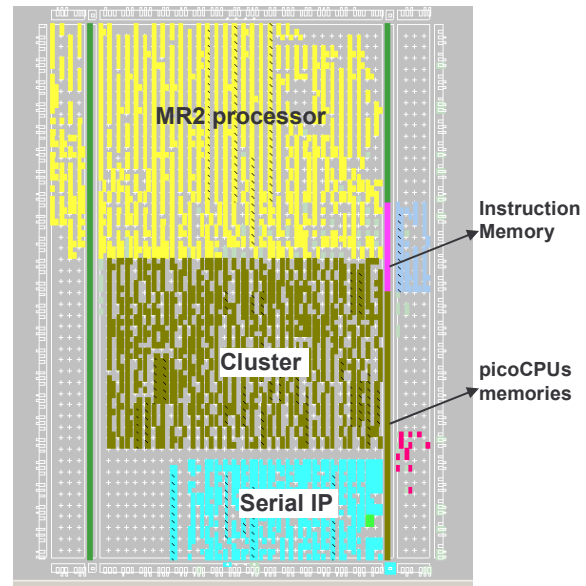 MR2 processor
Instruction
Memory
Cluster
picoCPUs
memories
Serial IP